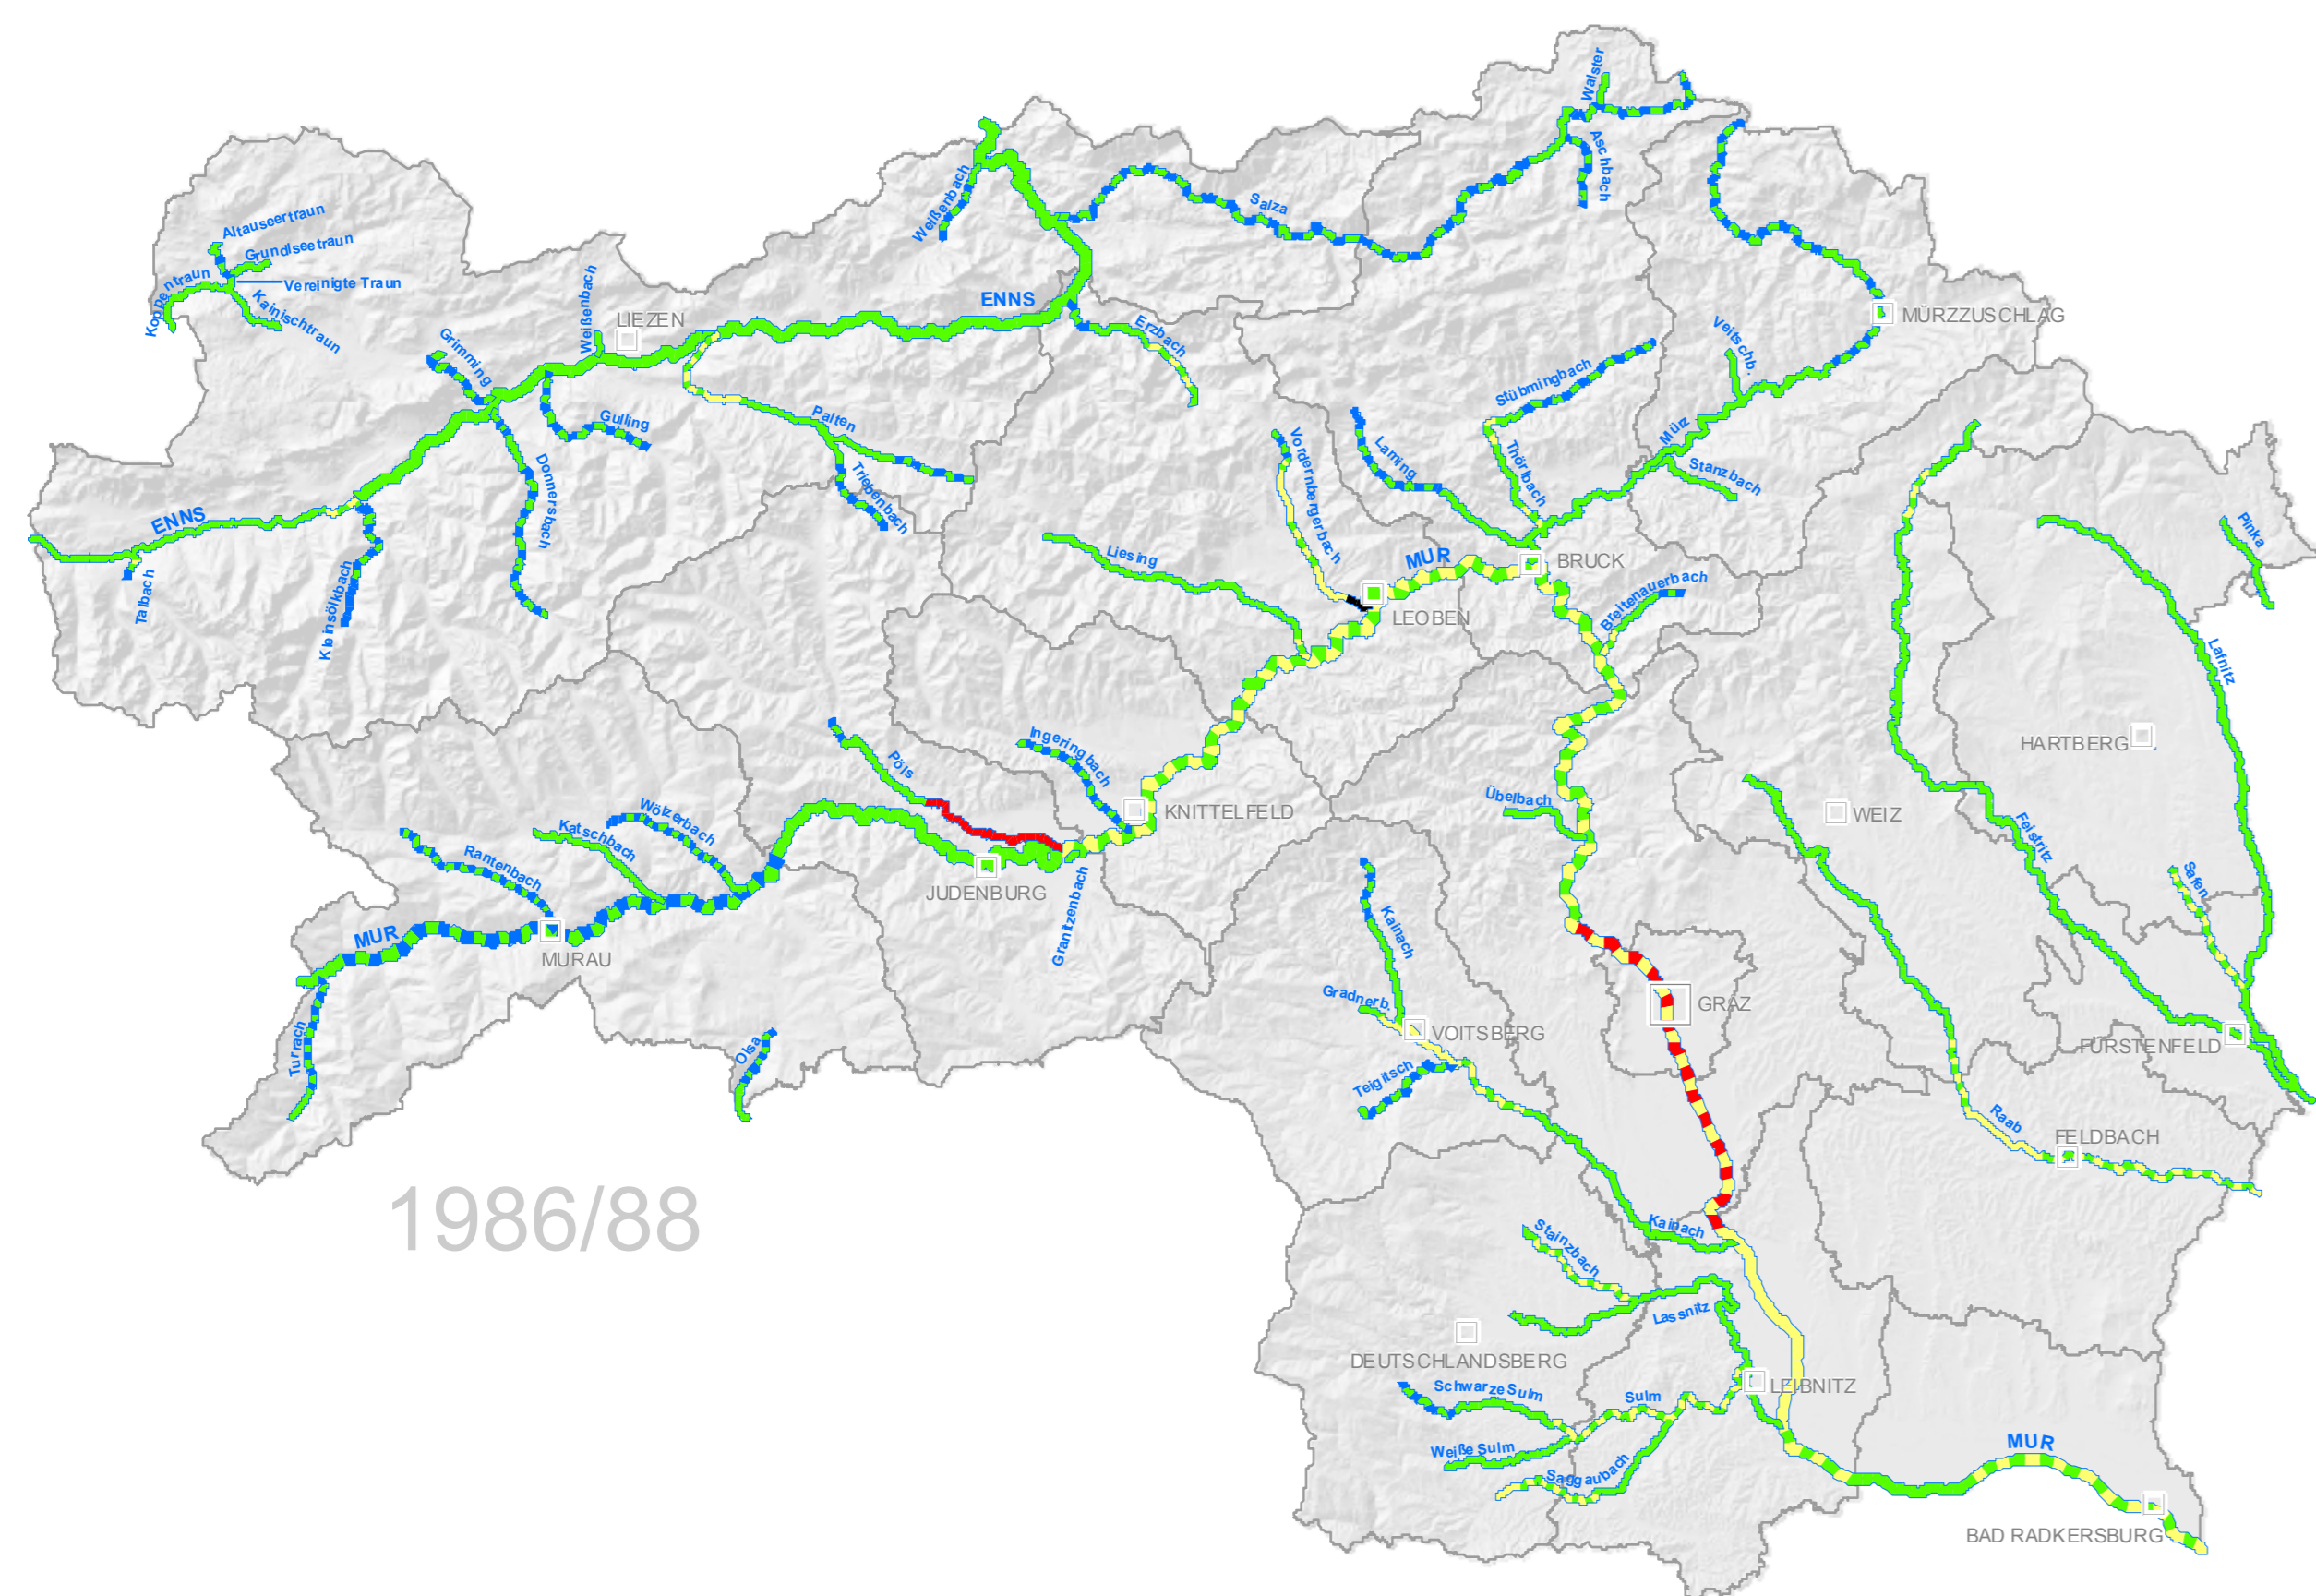 Walster
Aschbach
Weißenbach
Salza
Altauseertraun
Grundlseetraun
Koppentraun
Vereinigte Traun
Kainischtraun
ENNS
Weißenbach
LIEZEN
MÜRZZUSCHLAG
Erzbach
Veitschb.
Grimming
Stübmingbach
Gulling
Palten
Mürz
Vordernbergerbach
Laming
Thörlbach
Stanzbach
Donnersbach
Triebenbach
ENNS
Pinka
Liesing
MUR
BRUCK
Talbach
Kleinsölkbach
Breitenauerbach
LEOBEN
Lafnitz
HARTBERG
Ingeringbach
Pöls
Übelbach
KNITTELFELD
WEIZ
Wölzerbach
Katschbach
Feistritz
Rantenbach
JUDENBURG
Safen
Granitzenbach
Kainach
MUR
MURAU
Gradnerb.
GRAZ
VOITSBERG
Turrach
Olsa
FÜRSTENFELD
Teigitsch
Raab
FELDBACH
1986/88
Kainach
Stainzbach
Lassnitz
DEUTSCHLANDSBERG
Schwarze Sulm
Sulm
LEIBNITZ
Weiße Sulm
Saggaubach
MUR
BAD RADKERSBURG